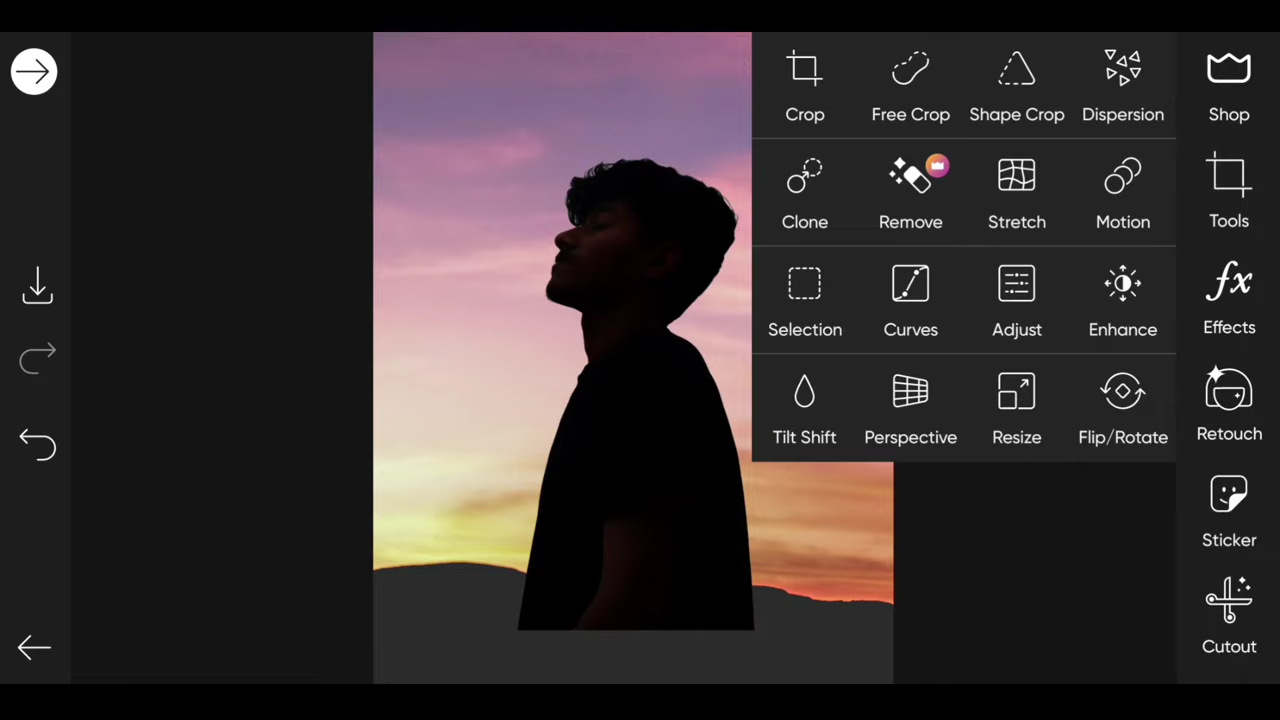 Crop Free Crop Shape Crop Dispersion
Clone Remove Stretch Motion
Selection Curves Adjust Enhance
Tilt Shift Perspective Resize Flip/Rotate
Shop
Tools
fx
Effects
Retouch
Sticker
Cutout